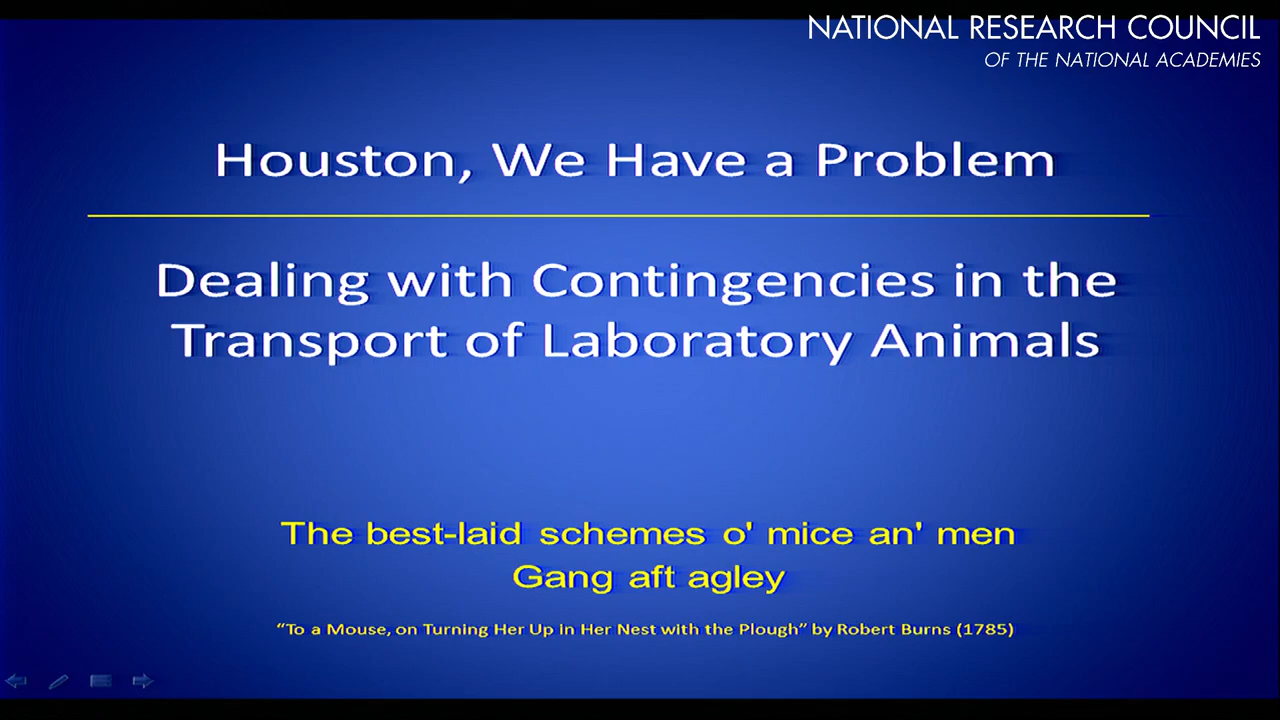 NATIONAL RESEARCH COUNCIL
OF THE NATIONAL ACADEMIES
Houston, We Have a Problem
Dealing with Contingencies in the
Transport of Laboratory Animals
The best-laid schemes o' mice an' men
Gang aft agley
“To a Mouse, on Turning Her Up in Her Nest with the Plough” by Robert Burns (1785)